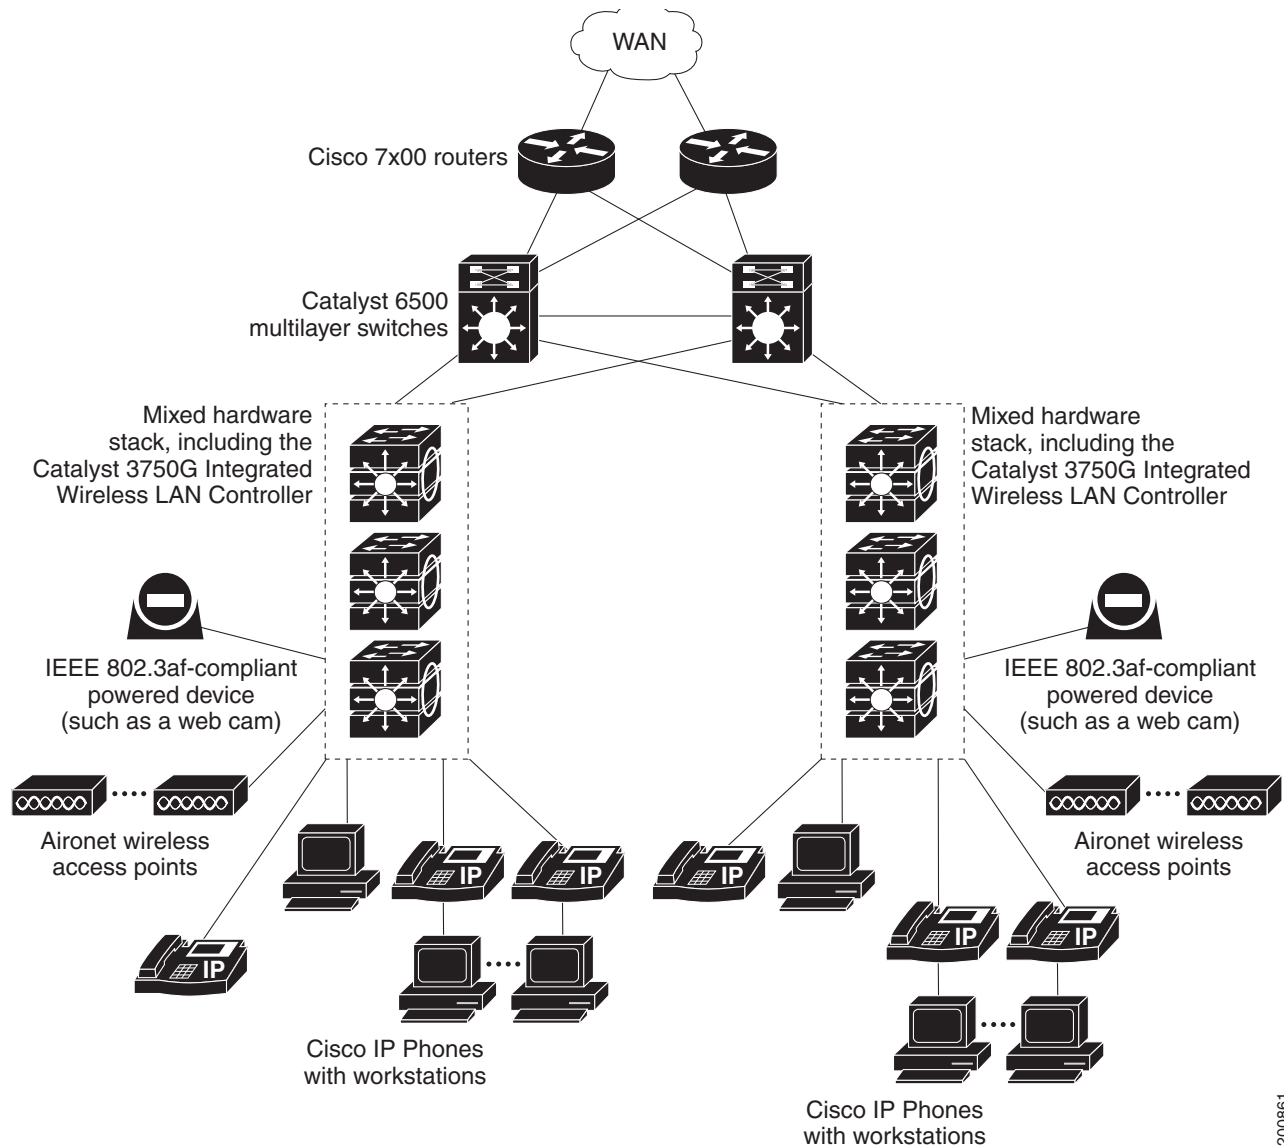 WAN
Cisco 7x00 routers
Catalyst 6500
multilayer switches
Mixed hardware
stack, including the
Catalyst 3750G Integrated
Wireless LAN Controller
Mixed hardware
stack, including the
Catalyst 3750G Integrated
Wireless LAN Controller
IEEE 802.3af-compliant
powered device
(such as a web cam)
IEEE 802.3af-compliant
powered device
(such as a web cam)
Aironet wireless
access points
Aironet wireless
access points
IP
IP
IP
IP
IP
IP
Cisco IP Phones
with workstations
Cisco IP Phones
with workstations
200861